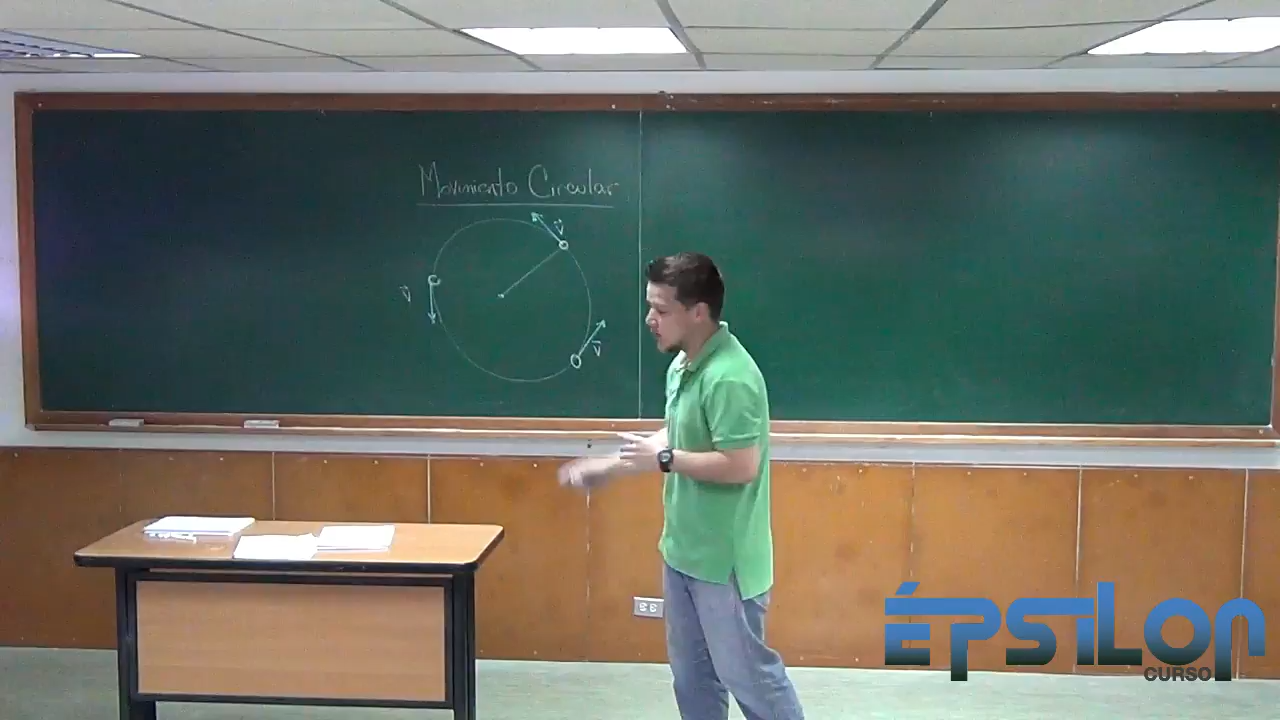 Movimiento Circular
v
v
v
ÉPSILON
CURSO